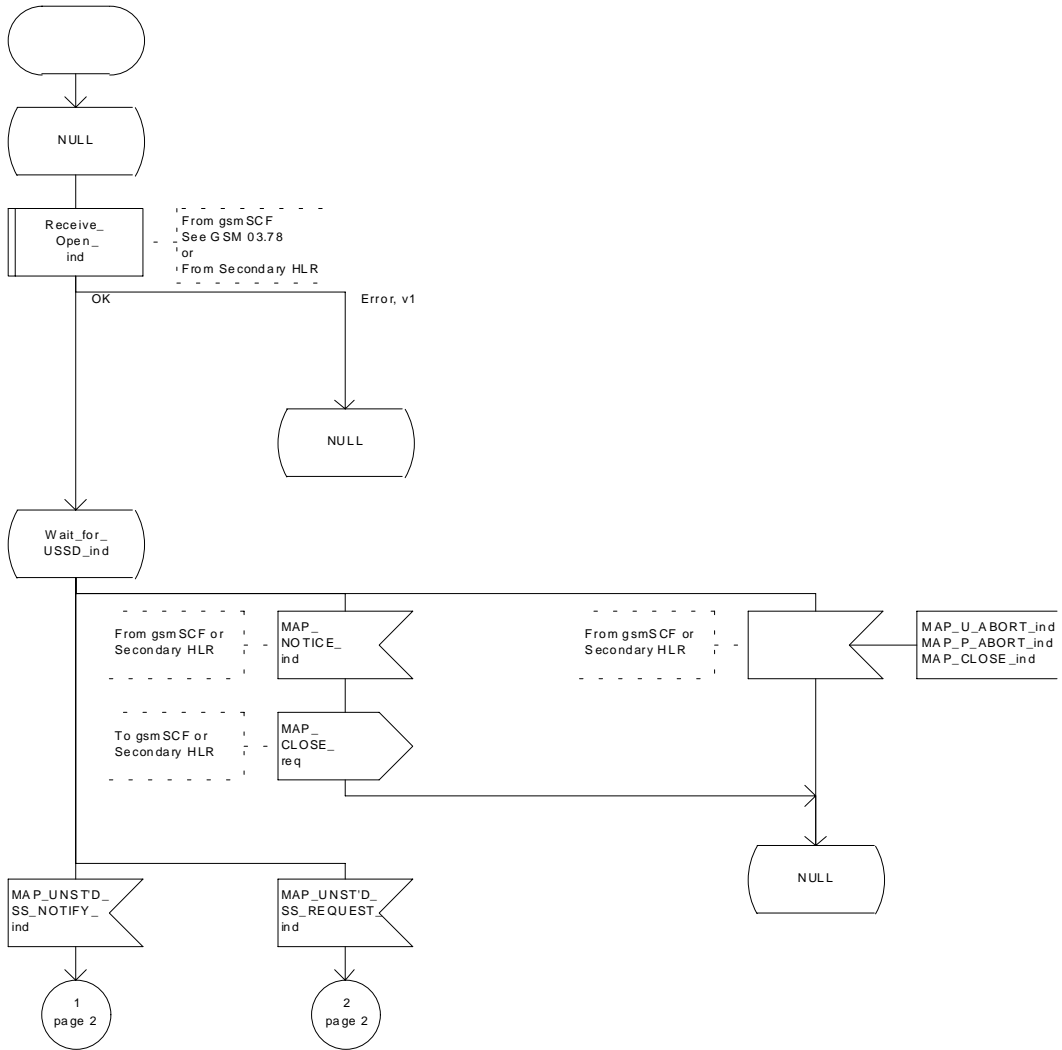 NULL
Receive_
Open_
ind
From gsmSCF
See GSM 03.78
or
From Secondary HLR
OK
Error, v1
NULL
Wait_for_
USSD_ind
From gsmSCF or
Secondary HLR
MAP_
NOTICE_
ind
From gsmSCF or
Secondary HLR
MAP_U_ABORT_ind
MAP_P_ABORT_ind
MAP_CLOSE_ind
To gsmSCF or
Secondary HLR
MAP_
CLOSE_
req
NULL
MAP_UNST'D_
SS_NOTIFY_
ind
MAP_UNST'D_
SS_REQUEST_
ind
1
page 2
2
page 2